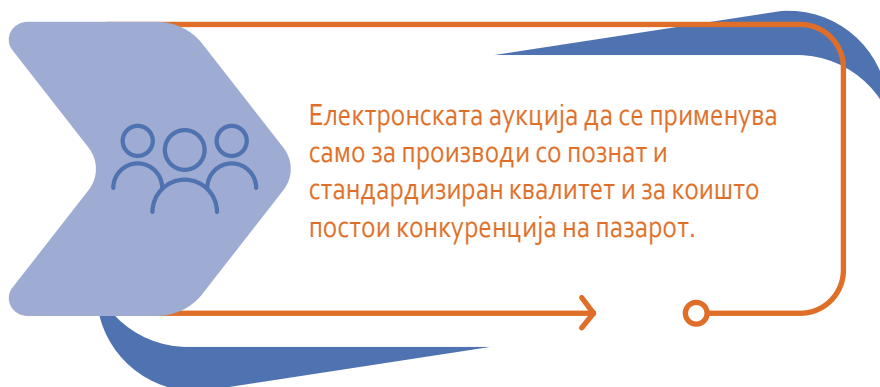 Електронската аукција да се применува
само за производи со познат и
стандардизиран квалитет и за коишто
постои конкуренција на пазарот.